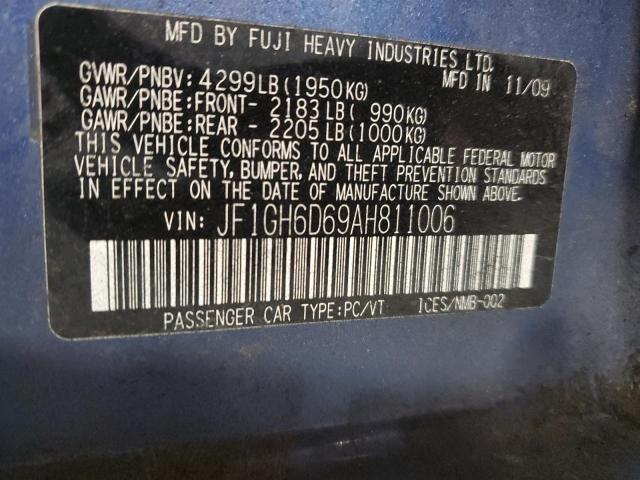 MFD BY FUJI HEAVY INDUSTRIES LTD.
GVWR/PNBV: 4299LB(1950KG) MFD IN 11/09
GAWR/PNBE:FRONT- 2183LB( 990KG)
GAWR/PNBE:REAR - 2205LB(1000KG)
THIS VEHICLE CONFORMS TO ALL APPLICABLE FEDERAL MOTOR
VEHICLE SAFETY, BUMPER, AND THEFT PREVENTION STANDARDS
IN EFFECT ON THE DATE OF MANUFACTURE SHOWN ABOVE.
VIN: JF1GH6D69AH811006
PASSENGER CAR TYPE:PC/VT ICES/NMB-002